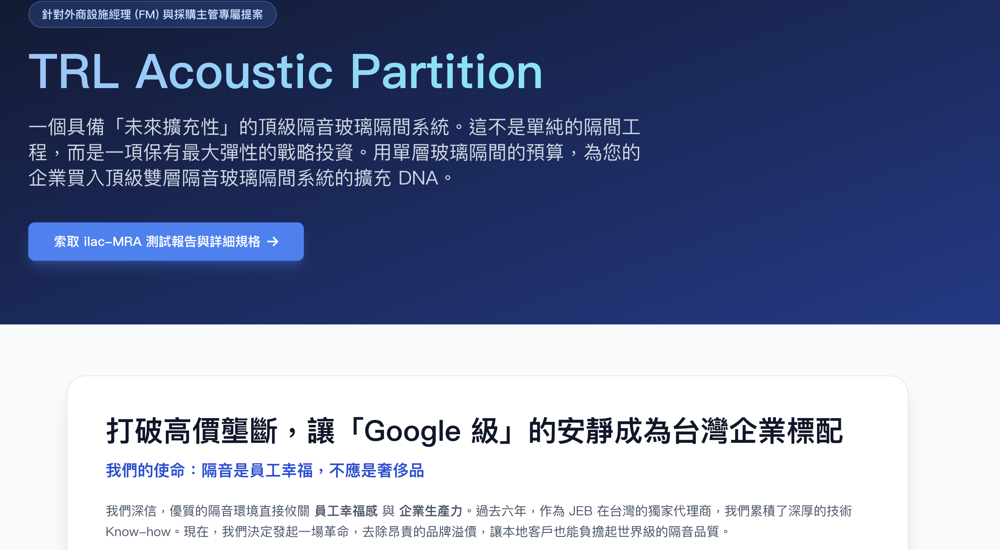 針對外商設施經理 (FM) 與採購主管專屬提案
TRL Acoustic Partition
一個具備「未來擴充性」的頂級隔音玻璃隔間系統。這不是單純的隔間工
程，而是一項保有最大彈性的戰略投資。用單層玻璃隔間的預算，為您的
企業買入頂級雙層隔音玻璃隔間系統的擴充 DNA。
索取 ilac-MRA 測試報告與詳細規格 →
打破高價壟斷，讓「Google 級」的安靜成為台灣企業標配
我們的使命：隔音是員工幸福，不應是奢侈品
我們深信，優質的隔音環境直接攸關 員工幸福感 與 企業生產力。過去六年，作為 JEB 在台灣的獨家代理商，我們累積了深厚的技術
Know-how。現在，我們決定發起一場革命，去除昂貴的品牌溢價，讓本地客戶也能負擔起世界級的隔音品質。